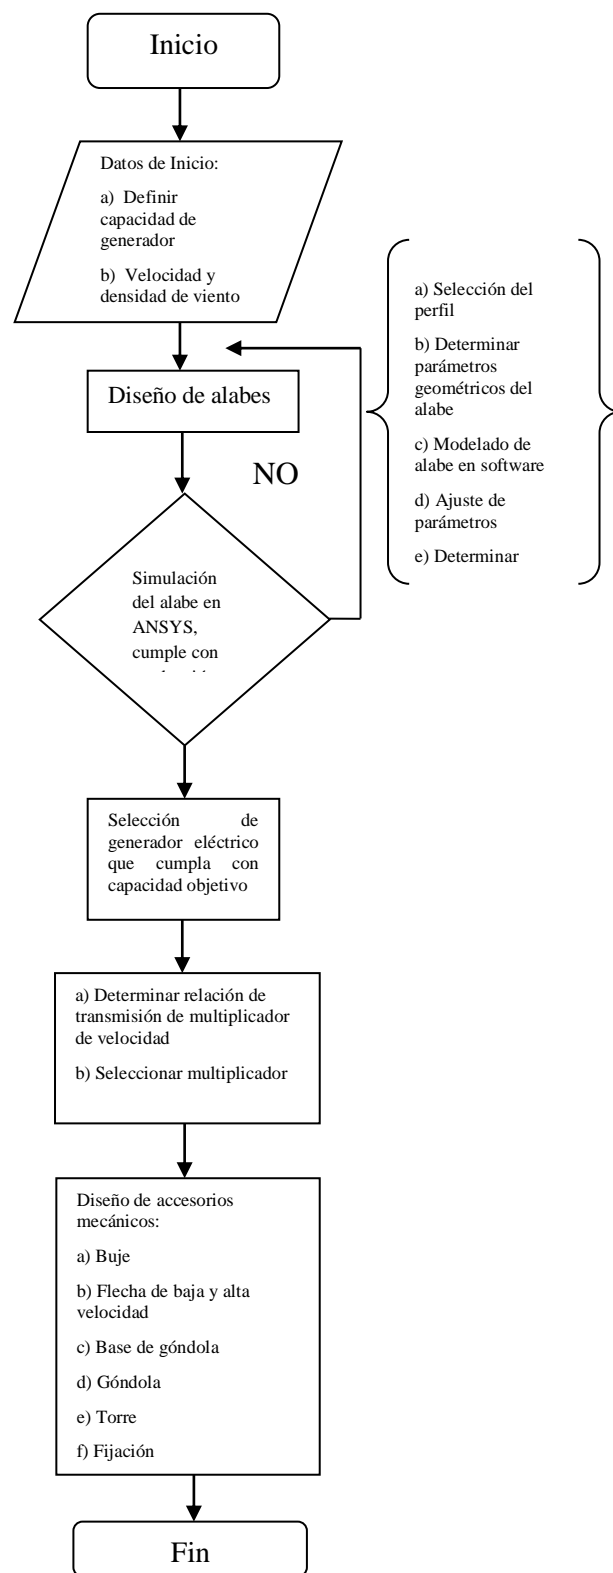 Inicio
Datos de Inicio:
a) Definir
capacidad de
generador
b) Velocidad y
densidad de viento
Diseño de alabes
NO
a) Selección del
perfil
b) Determinar
parámetros
geométricos del
alabe
c) Modelado de
alabe en software
d) Ajuste de
parámetros
e) Determinar
Simulación
del alabe en
ANSYS,
cumple con
Selección de
generador eléctrico
que cumpla con
capacidad objetivo
a) Determinar relación de
transmisión de multiplicador
de velocidad
b) Seleccionar multiplicador
Diseño de accesorios
mecánicos:
a) Buje
b) Flecha de baja y alta
velocidad
c) Base de góndola
d) Góndola
e) Torre
f) Fijación
Fin